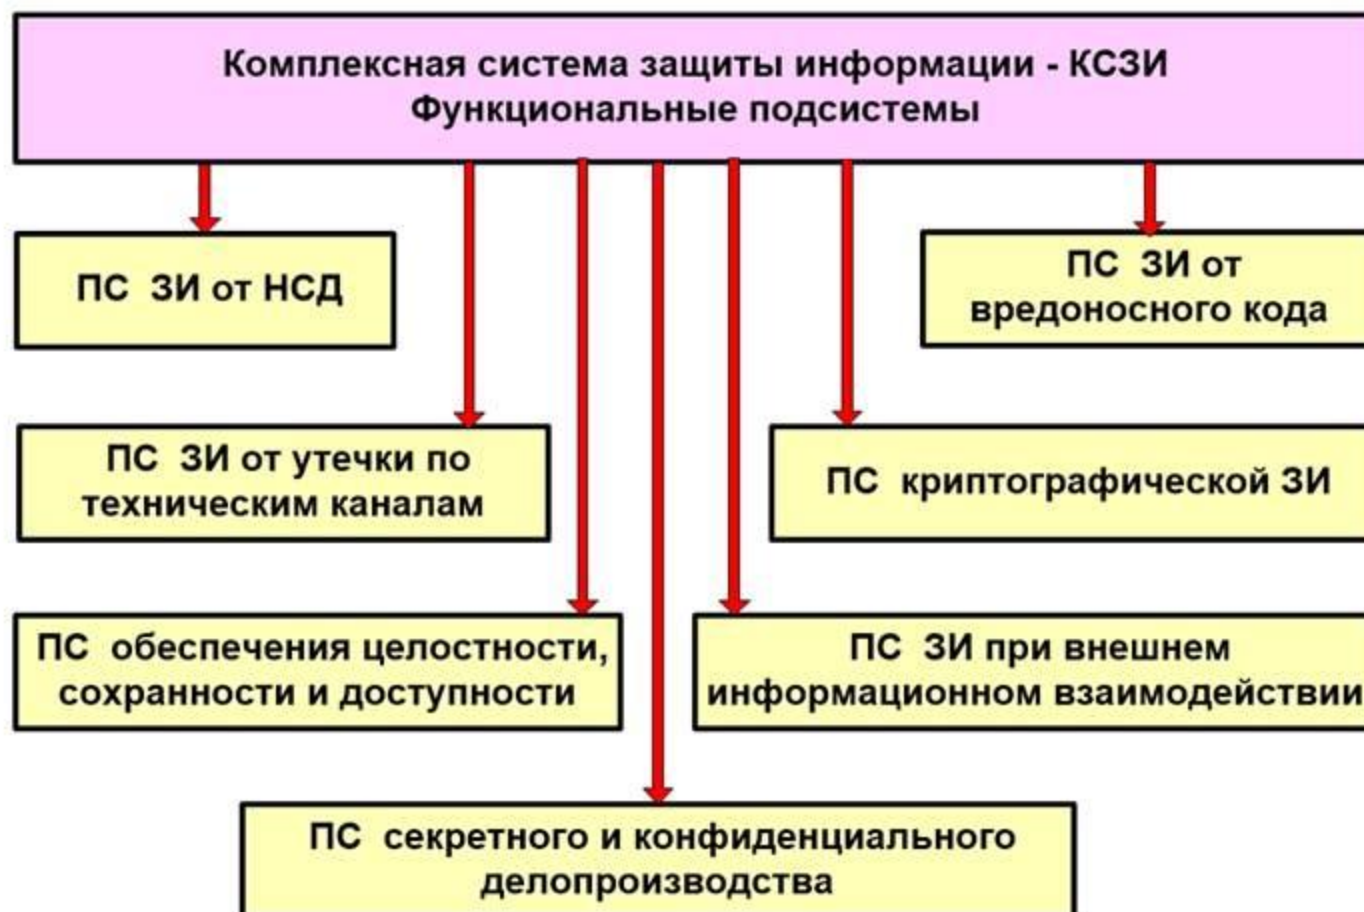 Комплексная система защиты информации - КСЗИ
Функциональные подсистемы
ПС ЗИ от НСД
ПС ЗИ от
вредоносного кода
ПС ЗИ от утечки по
техническим каналам
ПС криптографической ЗИ
ПС обеспечения целостности,
сохранности и доступности
ПС ЗИ при внешнем
информационном взаимодействии
ПС секретного и конфиденциального
делопроизводства